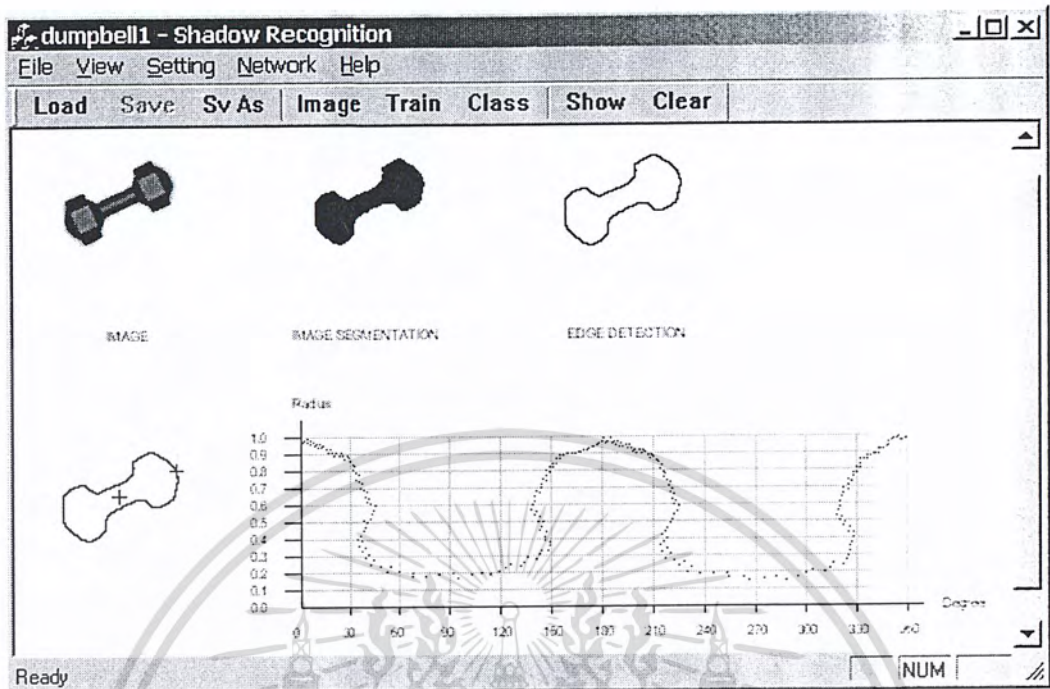 dumpbell1 - Shadow Recognition
File View Setting Network Help
Load Save Sv As Image Train Class Show Clear
IMAGE
IMAGE SEGMENTATION
EDGE DETECTION
Radius
1.0
0.9
0.8
0.7
0.6
0.5
0.4
0.3
0.2
0.1
0.0
Degree
0 30 60 90 120 150 180 210 240 270 300 330 360
Ready
NUM